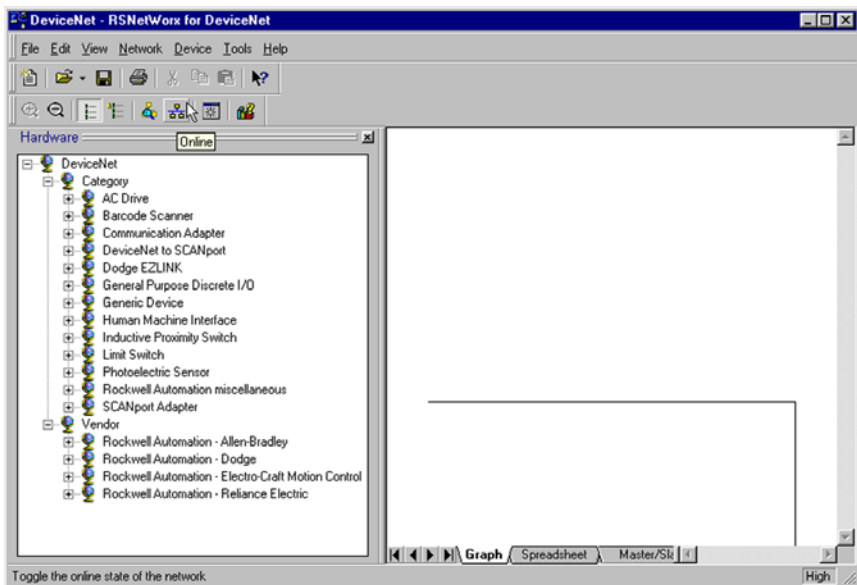 DeviceNet - RSNetWorx for DeviceNet
File Edit View Network Device Tools Help
Hardware
Online
DeviceNet
Category
AC Drive
Barcode Scanner
Communication Adapter
DeviceNet to SCANport
Dodge EZLINK
General Purpose Discrete I/O
Generic Device
Human Machine Interface
Inductive Proximity Switch
Limit Switch
Photoelectric Sensor
Rockwell Automation miscellaneous
SCANport Adapter
Vendor
Rockwell Automation - Allen-Bradley
Rockwell Automation - Dodge
Rockwell Automation - Electro-Craft Motion Control
Rockwell Automation - Reliance Electric
Graph Spreadsheet Master/Sla
Toggle the online state of the network High